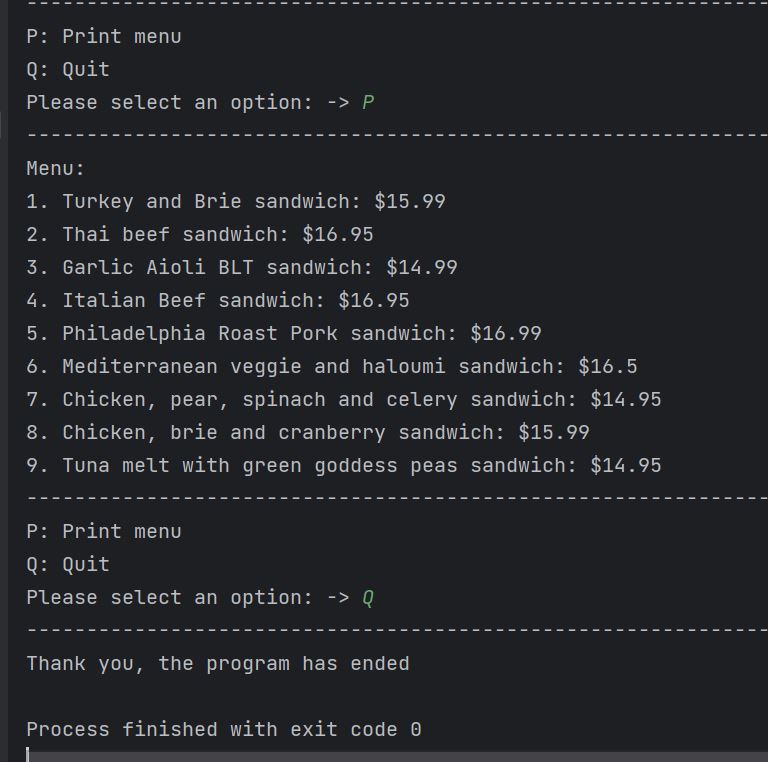 ----------------------------------------------------------------
P: Print menu
Q: Quit
Please select an option: -> P
----------------------------------------------------------------
Menu:
1. Turkey and Brie sandwich: $15.99
2. Thai beef sandwich: $16.95
3. Garlic Aioli BLT sandwich: $14.99
4. Italian Beef sandwich: $16.95
5. Philadelphia Roast Pork sandwich: $16.99
6. Mediterranean veggie and haloumi sandwich: $16.5
7. Chicken, pear, spinach and celery sandwich: $14.95
8. Chicken, brie and cranberry sandwich: $15.99
9. Tuna melt with green goddess peas sandwich: $14.95
----------------------------------------------------------------
P: Print menu
Q: Quit
Please select an option: -> Q
----------------------------------------------------------------
Thank you, the program has ended
Process finished with exit code 0